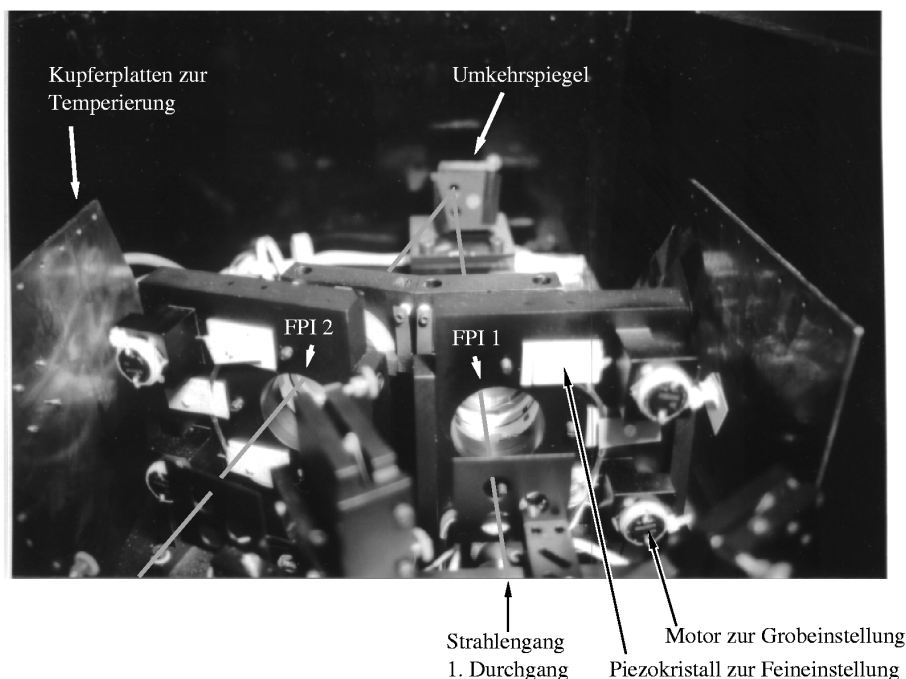 Kupferplatten zur
Temperierung
Umkehrspiegel
FPI 2
FPI 1
Strahlengang
1. Durchgang
Motor zur Grobeinstellung
Piezokristall zur Feineinstellung